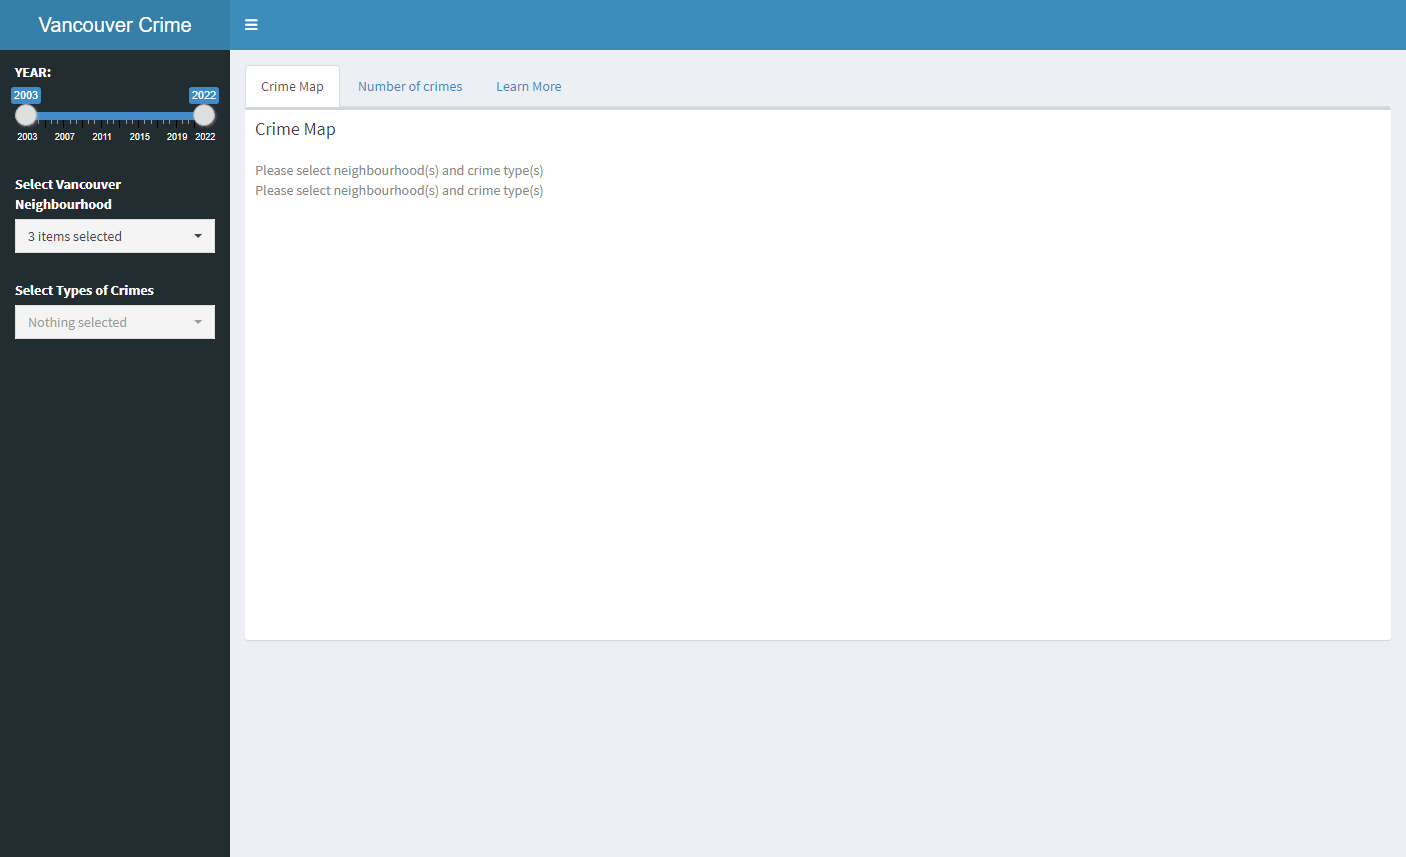 Vancouver Crime
YEAR:
2003 2022
2003 2007 2011 2015 2019 2022
Select Vancouver
Neighbourhood
3 items selected
Select Types of Crimes
Nothing selected
Crime Map Number of crimes Learn More
Crime Map
Please select neighbourhood(s) and crime type(s)
Please select neighbourhood(s) and crime type(s)